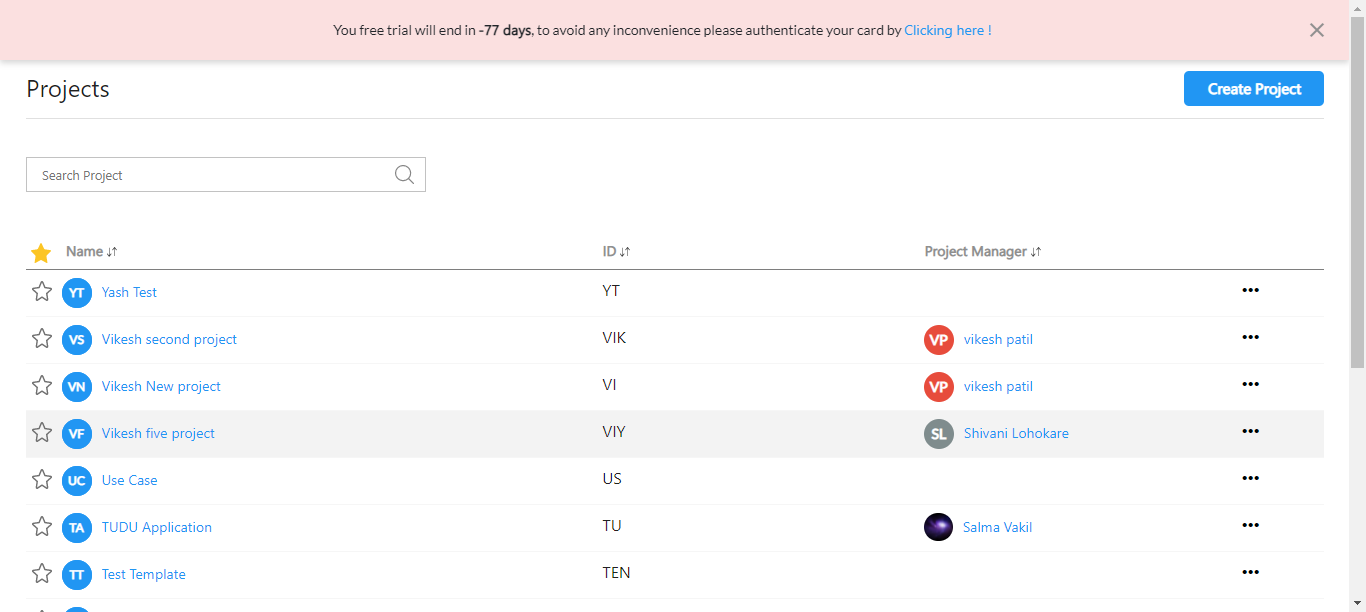 You free trial will end in -77 days, to avoid any inconvenience please authenticate your card by Clicking here !
Projects
Create Project
Search Project
Name ID Project Manager
YT Yash Test YT
VS Vikesh second project VIK VP vikesh patil
VN Vikesh New project VI VP vikesh patil
VF Vikesh five project VIY SL Shivani Lohokare
UC Use Case US
TA TUDU Application TU Salma Vakil
TT Test Template TEN